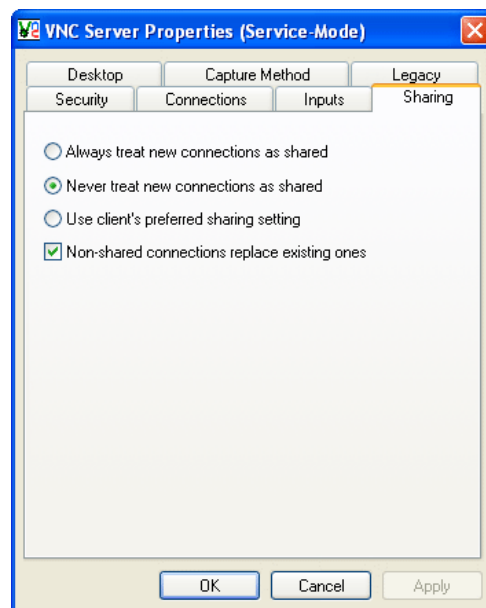 VNC Server Properties (Service-Mode)
Desktop Capture Method Legacy
Security Connections Inputs Sharing
Always treat new connections as shared
Never treat new connections as shared
Use client's preferred sharing setting
Non-shared connections replace existing ones
OK Cancel Apply